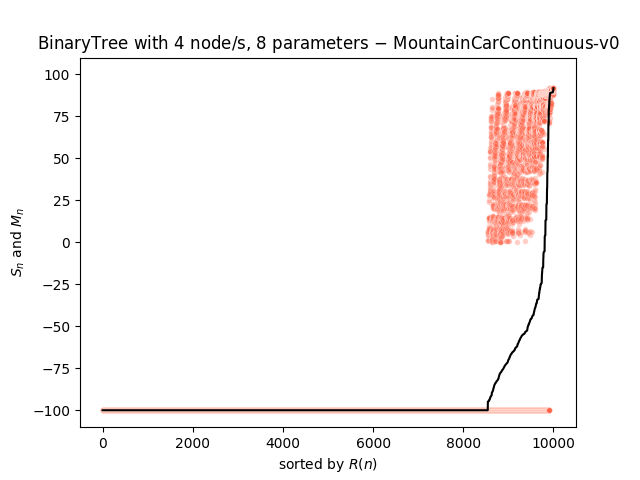 BinaryTree with 4 node/s, 8 parameters − MountainCarContinuous-v0
100
75
50
25
0
−25
−50
−75
−100
S_n and M_n
0 2000 4000 6000 8000 10000
sorted by R(n)